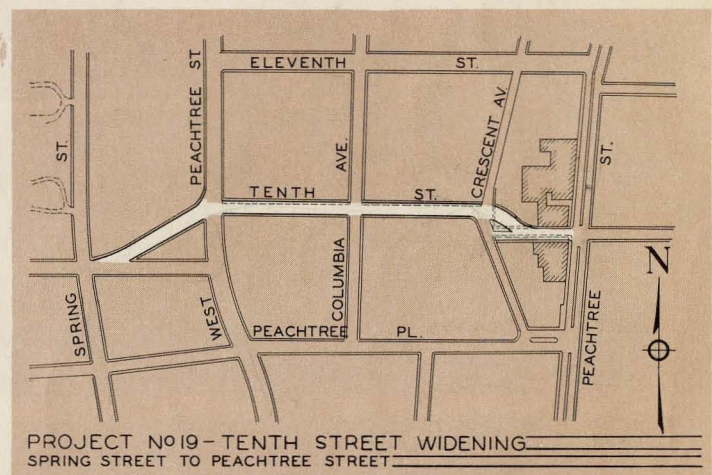 ELEVENTH ST.
PEACHTREE ST.
WEST
SPRING ST.
COLUMBIA AVE.
CRESCENT AV.
TENTH ST.
PEACHTREE ST.
PEACHTREE PL.
N
PROJECT No 19 - TENTH STREET WIDENING
SPRING STREET TO PEACHTREE STREET